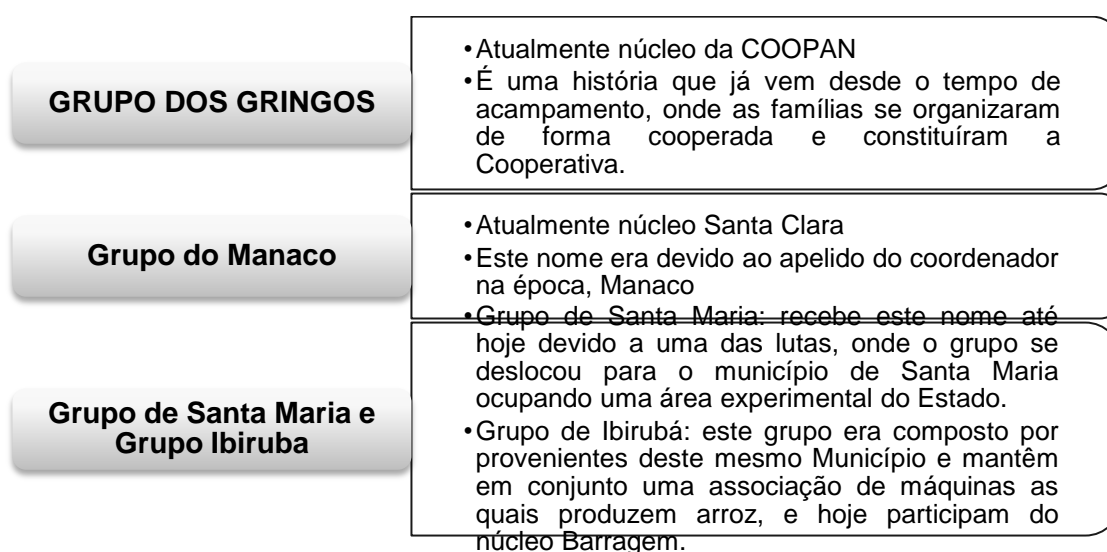 GRUPO DOS GRINGOS
•Atualmente núcleo da COOPAN
•É uma história que já vem desde o tempo de
acampamento, onde as famílias se organizaram
de forma cooperada e constituíram a
Cooperativa.
Grupo do Manaco
•Atualmente núcleo Santa Clara
•Este nome era devido ao apelido do coordenador
na época, Manaco
Grupo de Santa Maria e
Grupo Ibiruba
•Grupo de Santa Maria: recebe este nome até
hoje devido a uma das lutas, onde o grupo se
deslocou para o município de Santa Maria
ocupando uma área experimental do Estado.
•Grupo de Ibirubá: este grupo era composto por
provenientes deste mesmo Município e mantêm
em conjunto uma associação de máquinas as
quais produzem arroz, e hoje participam do
núcleo Barragem.